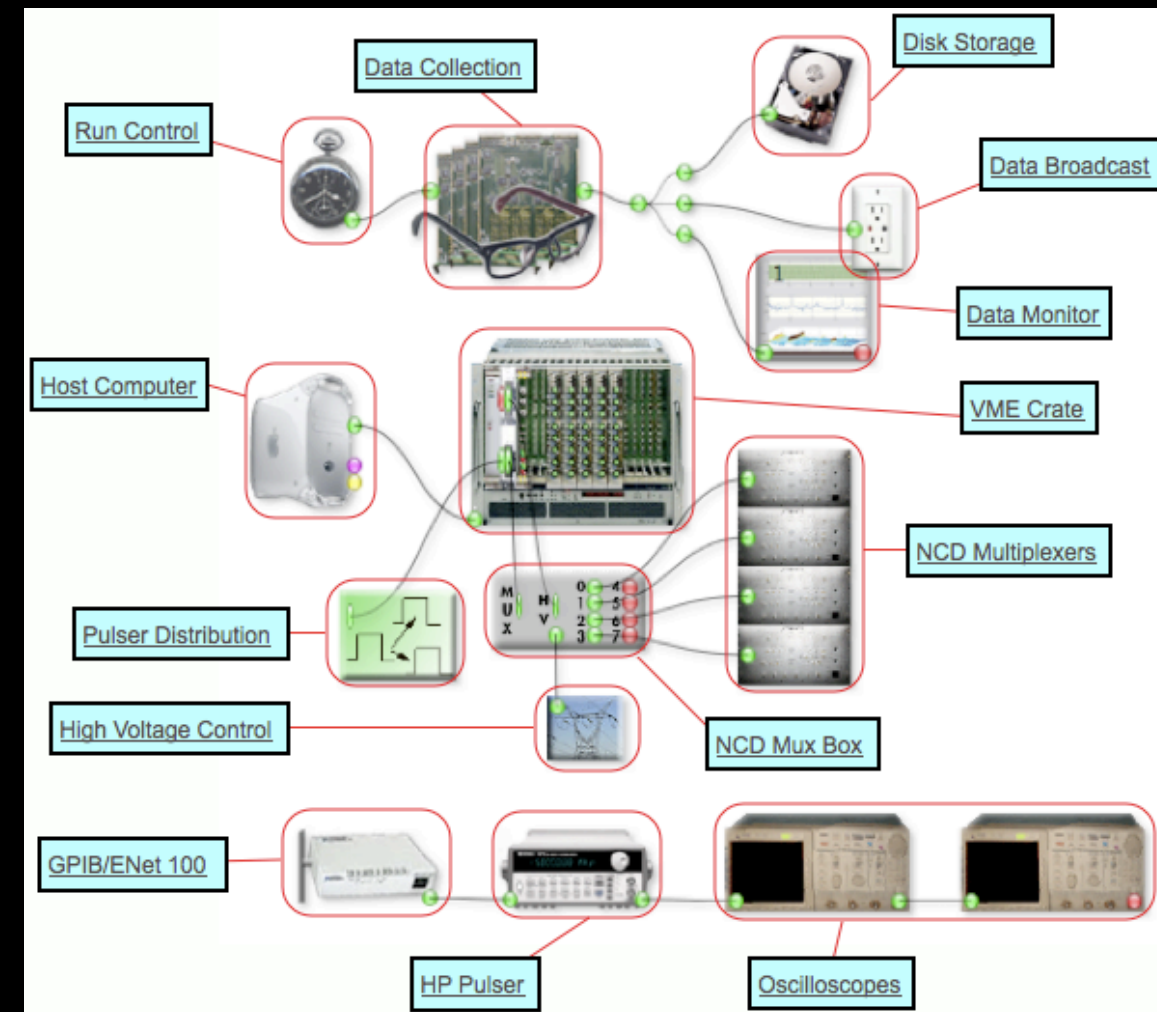 Disk Storage
Data Collection
Run Control
Data Broadcast
1
Data Monitor
Host Computer
VME Crate
NCD Multiplexers
M
U
X
H
V
0 4
1 5
2 6
3 7
Pulser Distribution
High Voltage Control
NCD Mux Box
GPIB/ENet 100
HP Pulser
Oscilloscopes